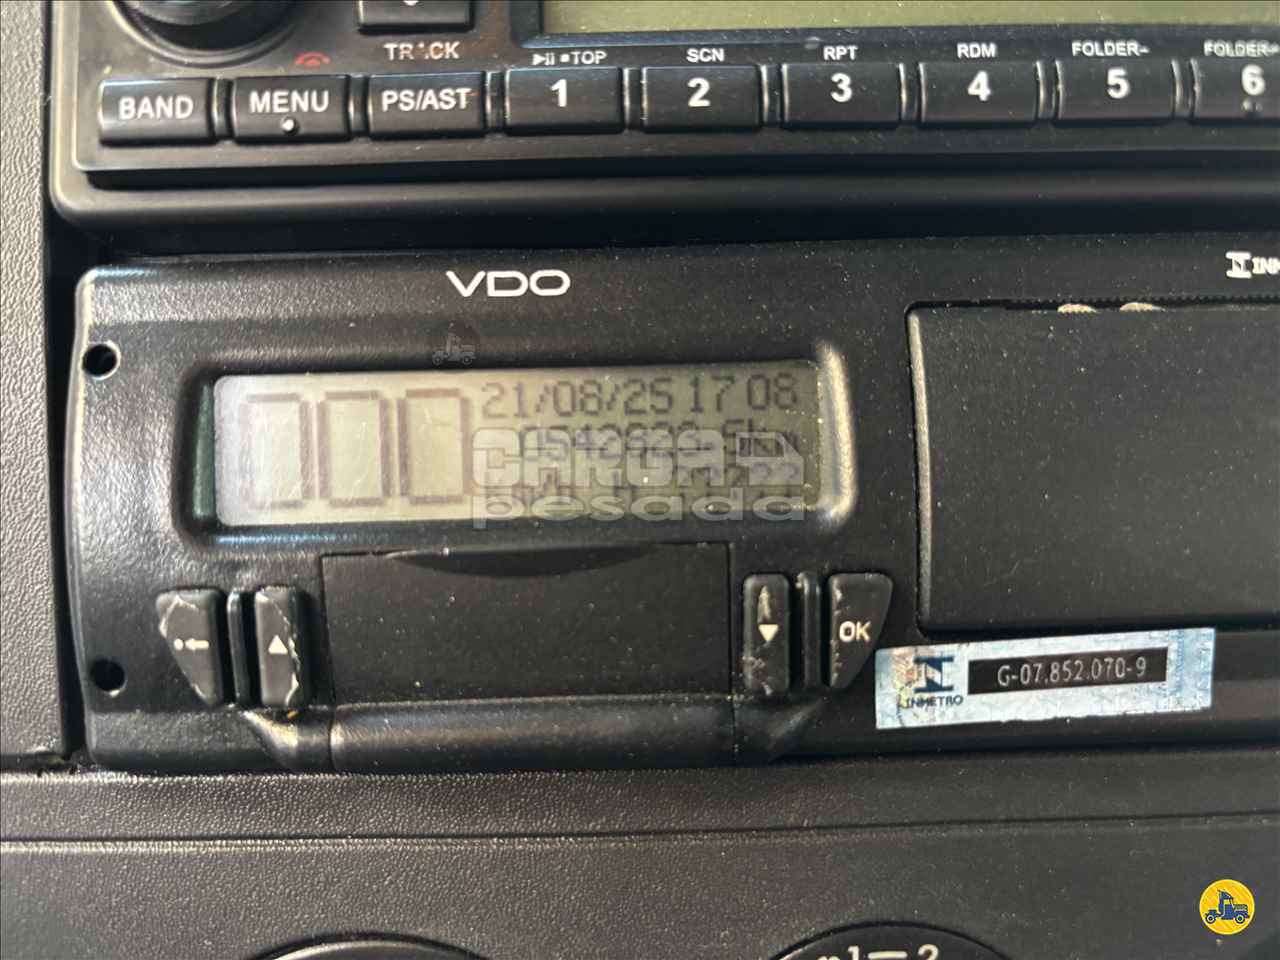 TRACK
▶II ■TOP SCN RPT RDM FOLDER- FOLDER+
BAND MENU PS/AST 1 2 3 4 5 6
VDO
21/08/25 17 08
CARGA
pesada
OK
INMETRO
G-07.852.070-9